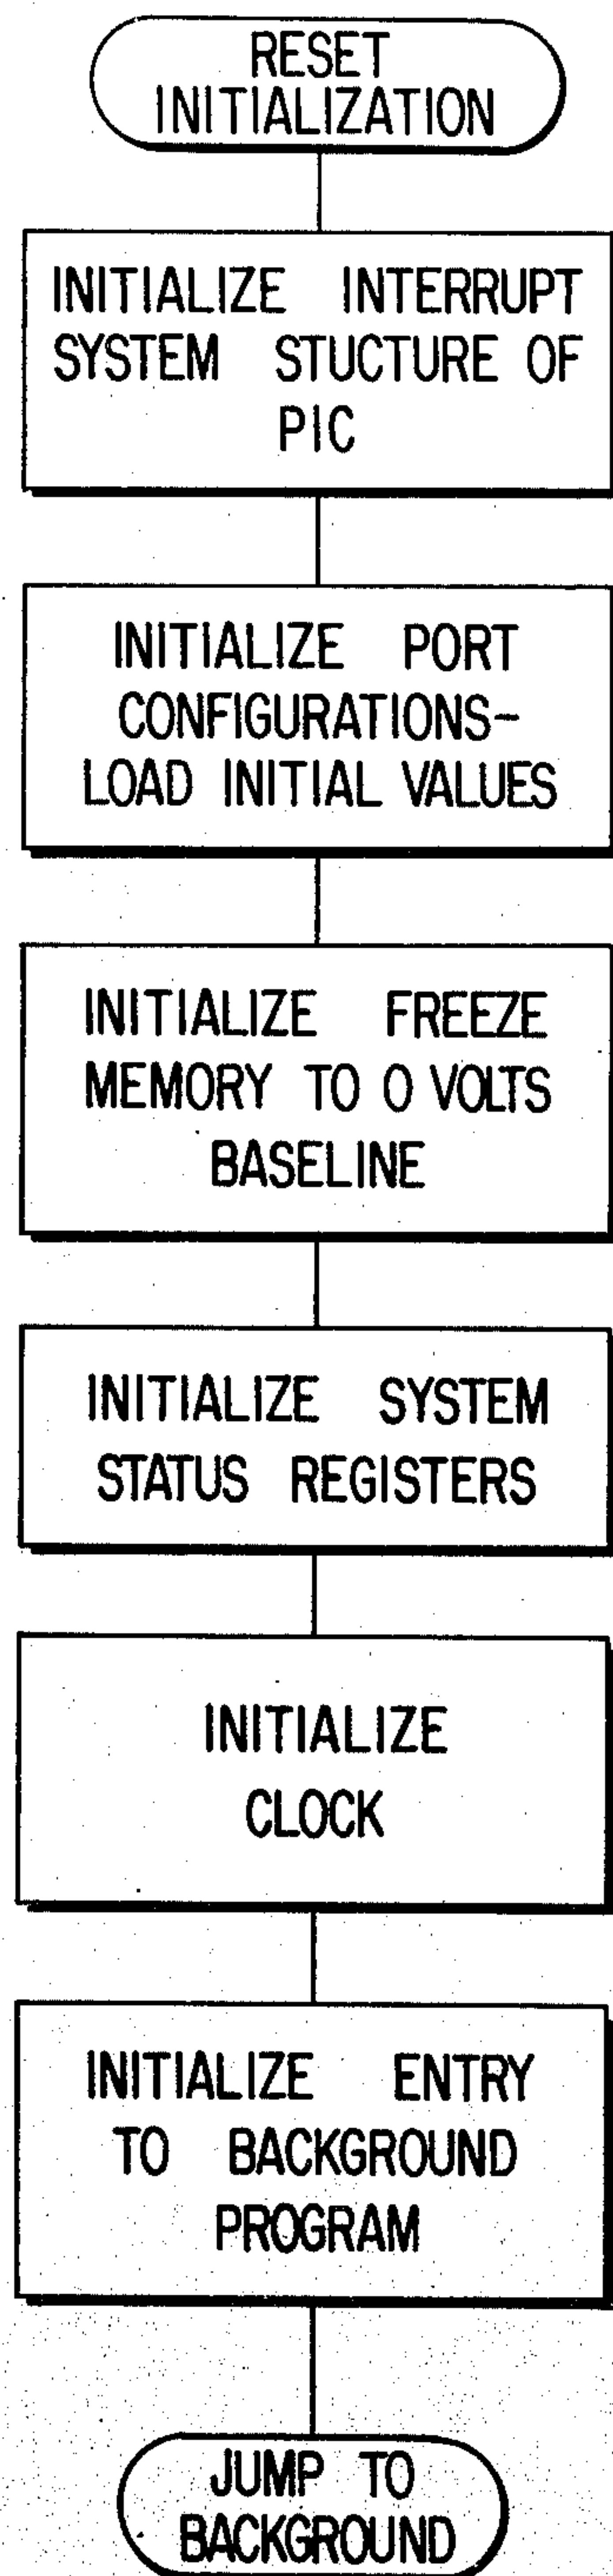 RESET
INITIALIZATION
INITIALIZE INTERRUPT
SYSTEM STUCTURE OF
PIC
INITIALIZE PORT
CONFIGURATIONS-
LOAD INITIAL VALUES
INITIALIZE FREEZE
MEMORY TO 0 VOLTS
BASELINE
INITIALIZE SYSTEM
STATUS REGISTERS
INITIALIZE
CLOCK
INITIALIZE ENTRY
TO BACKGROUND
PROGRAM
JUMP TO
BACKGROUND